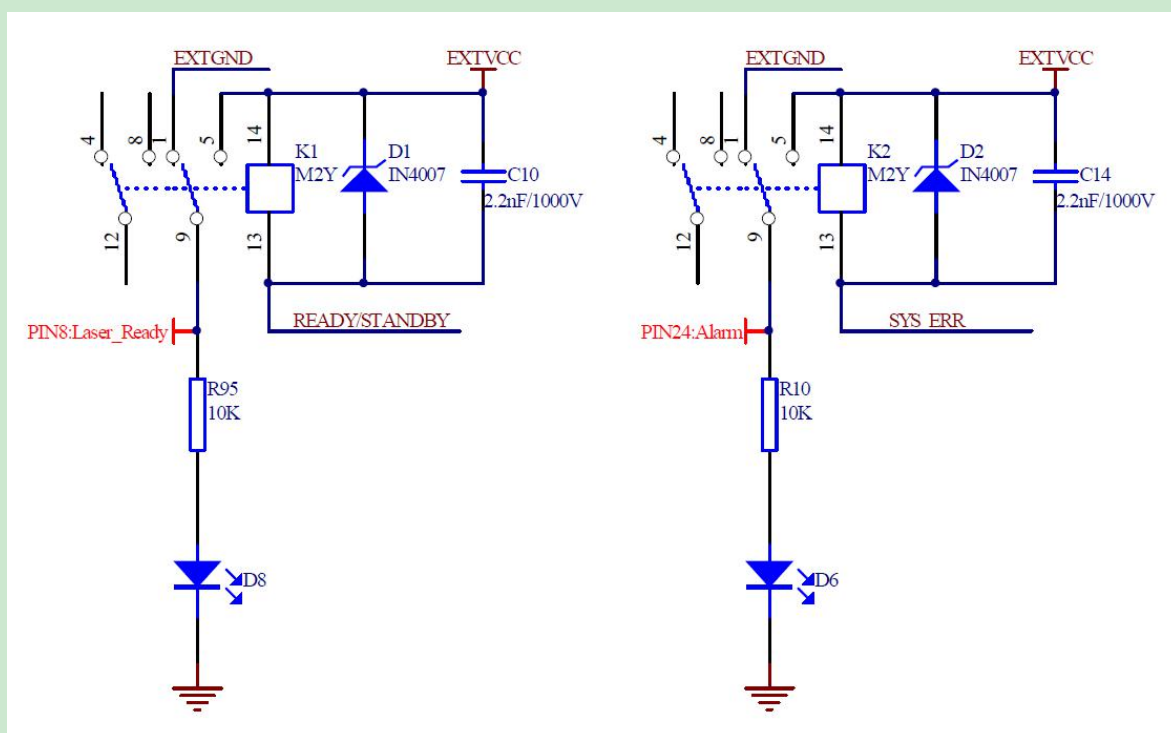 EXTGND
EXTVCC
4
8
1
5
14
K1
M2Y
D1
IN4007
C10
2.2nF/1000V
12
9
13
READY/STANDBY
PIN8:Laser_Ready
R95
10K
D8
EXTGND
EXTVCC
4
8
1
5
14
K2
M2Y
D2
IN4007
C14
2.2nF/1000V
12
9
13
SYS ERR
PIN24:Alarm
R10
10K
D6